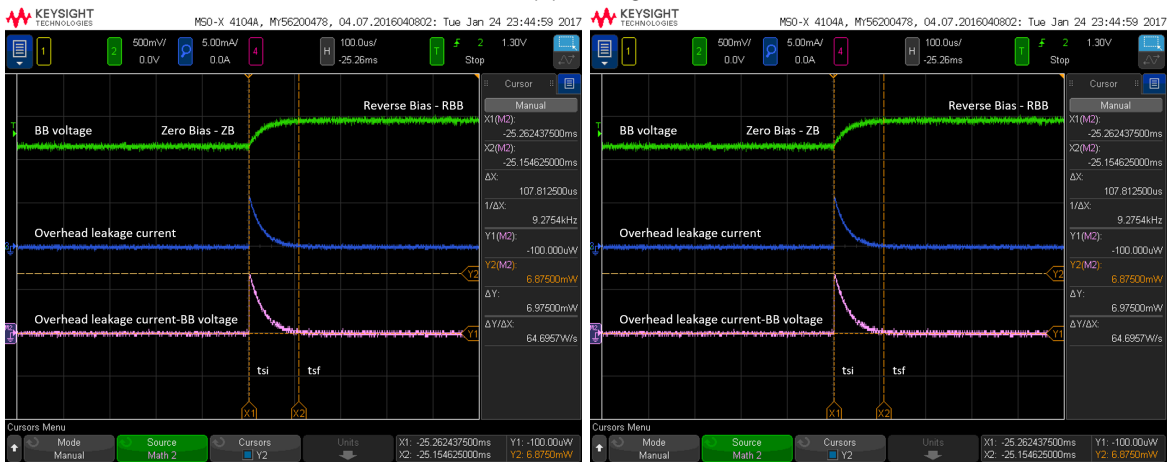 KEYSIGHT
TECHNOLOGIES
MSO-X 4104A, MY56200478, 04.07.2016040802: Tue Jan 24 23:44:59 2017
1
2
500mV/
0.0V
5.00mA/
0.0A
4
H
100.0us/
-25.26ms
T
2
1.30V
Stop
Reverse Bias - RBB
BB voltage
Zero Bias - ZB
Overhead leakage current
Overhead leakage current-BB voltage
tsi
tsf
X1
X2
Y2
Y1
Cursor
Manual
X1(M2):
-25.262437500ms
X2(M2):
-25.154625000ms
ΔX:
107.812500us
1/ΔX:
9.2754kHz
Y1(M2):
-100.000uW
Y2(M2):
6.87500mW
ΔY:
6.97500mW
ΔY/ΔX:
64.6957W/s
Cursors Menu
Mode
Manual
Source
Math 2
Cursors
Y2
Units
X1: -25.262437500ms
X2: -25.154625000ms
Y1: -100.00uW
Y2: 6.8750mW
KEYSIGHT
TECHNOLOGIES
MSO-X 4104A, MY56200478, 04.07.2016040802: Tue Jan 24 23:44:59 2017
1
2
500mV/
0.0V
5.00mA/
0.0A
4
H
100.0us/
-25.26ms
T
2
1.30V
Stop
Reverse Bias - RBB
BB voltage
Zero Bias - ZB
Overhead leakage current
Overhead leakage current-BB voltage
tsi
tsf
X1
X2
Y2
Y1
Cursor
Manual
X1(M2):
-25.262437500ms
X2(M2):
-25.154625000ms
ΔX:
107.812500us
1/ΔX:
9.2754kHz
Y1(M2):
-100.000uW
Y2(M2):
6.87500mW
ΔY:
6.97500mW
ΔY/ΔX:
64.6957W/s
Cursors Menu
Mode
Manual
Source
Math 2
Cursors
Y2
Units
X1: -25.262437500ms
X2: -25.154625000ms
Y1: -100.00uW
Y2: 6.8750mW